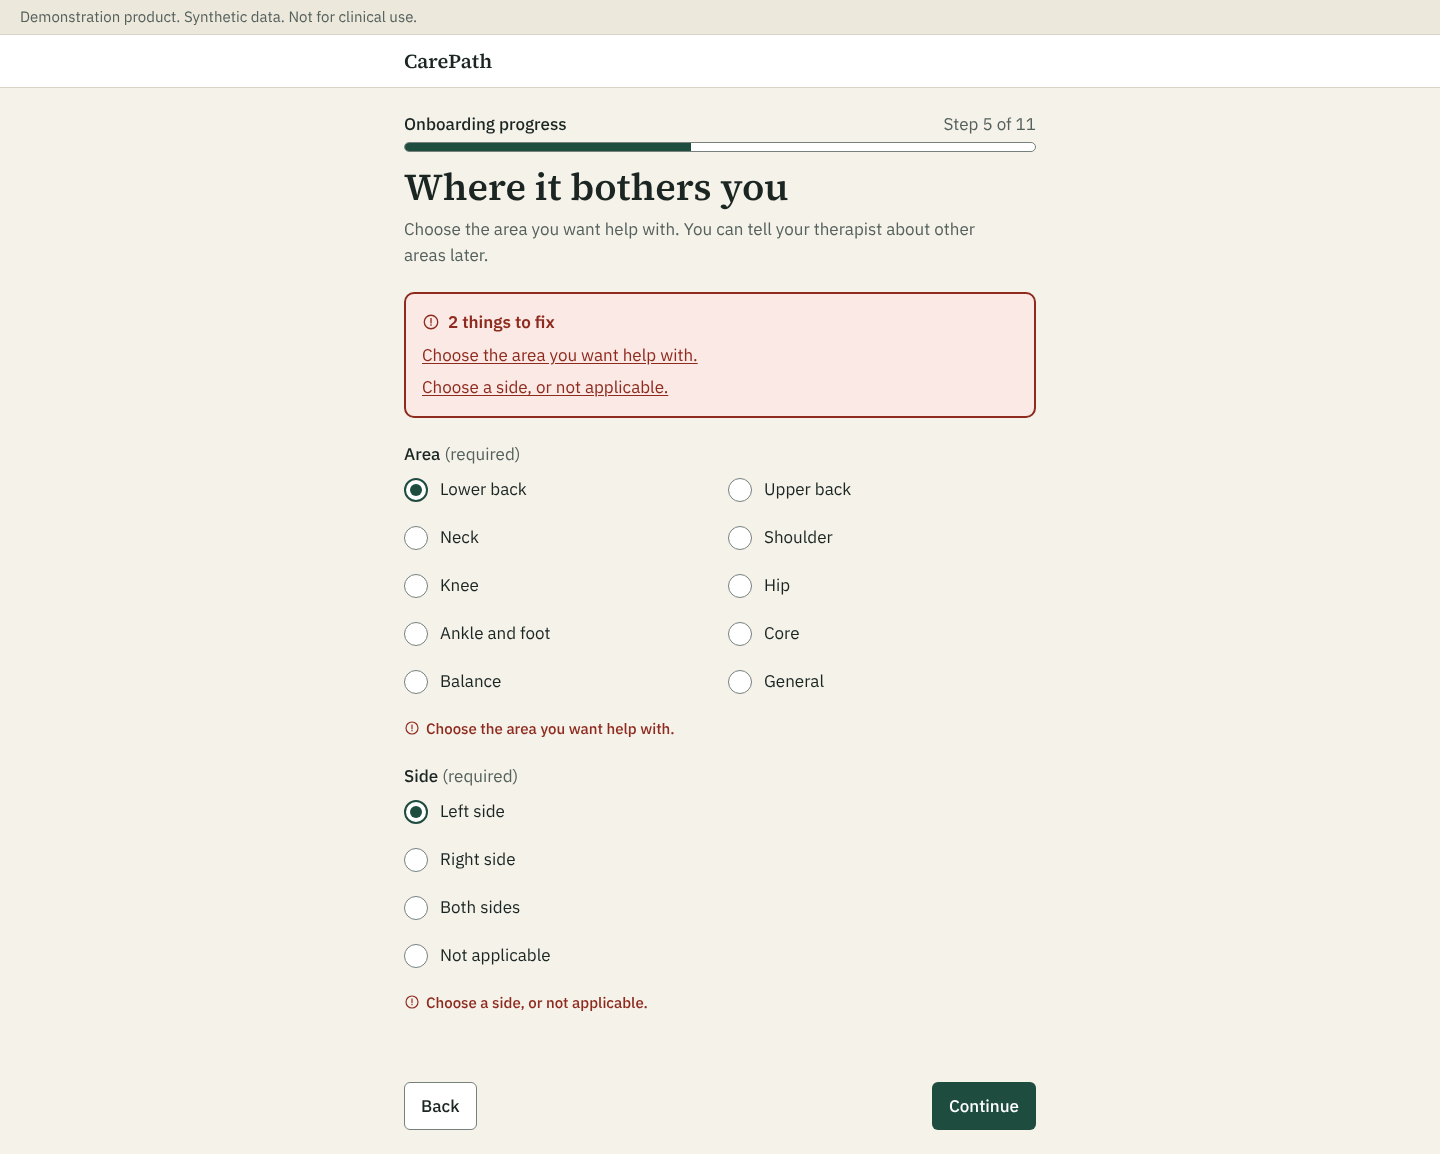 Demonstration product. Synthetic data. Not for clinical use.
CarePath
Onboarding progress
Step 5 of 11
Where it bothers you
Choose the area you want help with. You can tell your therapist about other
areas later.
2 things to fix
Choose the area you want help with.
Choose a side, or not applicable.
Area (required)
Lower back
Upper back
Neck
Shoulder
Knee
Hip
Ankle and foot
Core
Balance
General
Choose the area you want help with.
Side (required)
Left side
Right side
Both sides
Not applicable
Choose a side, or not applicable.
Back
Continue